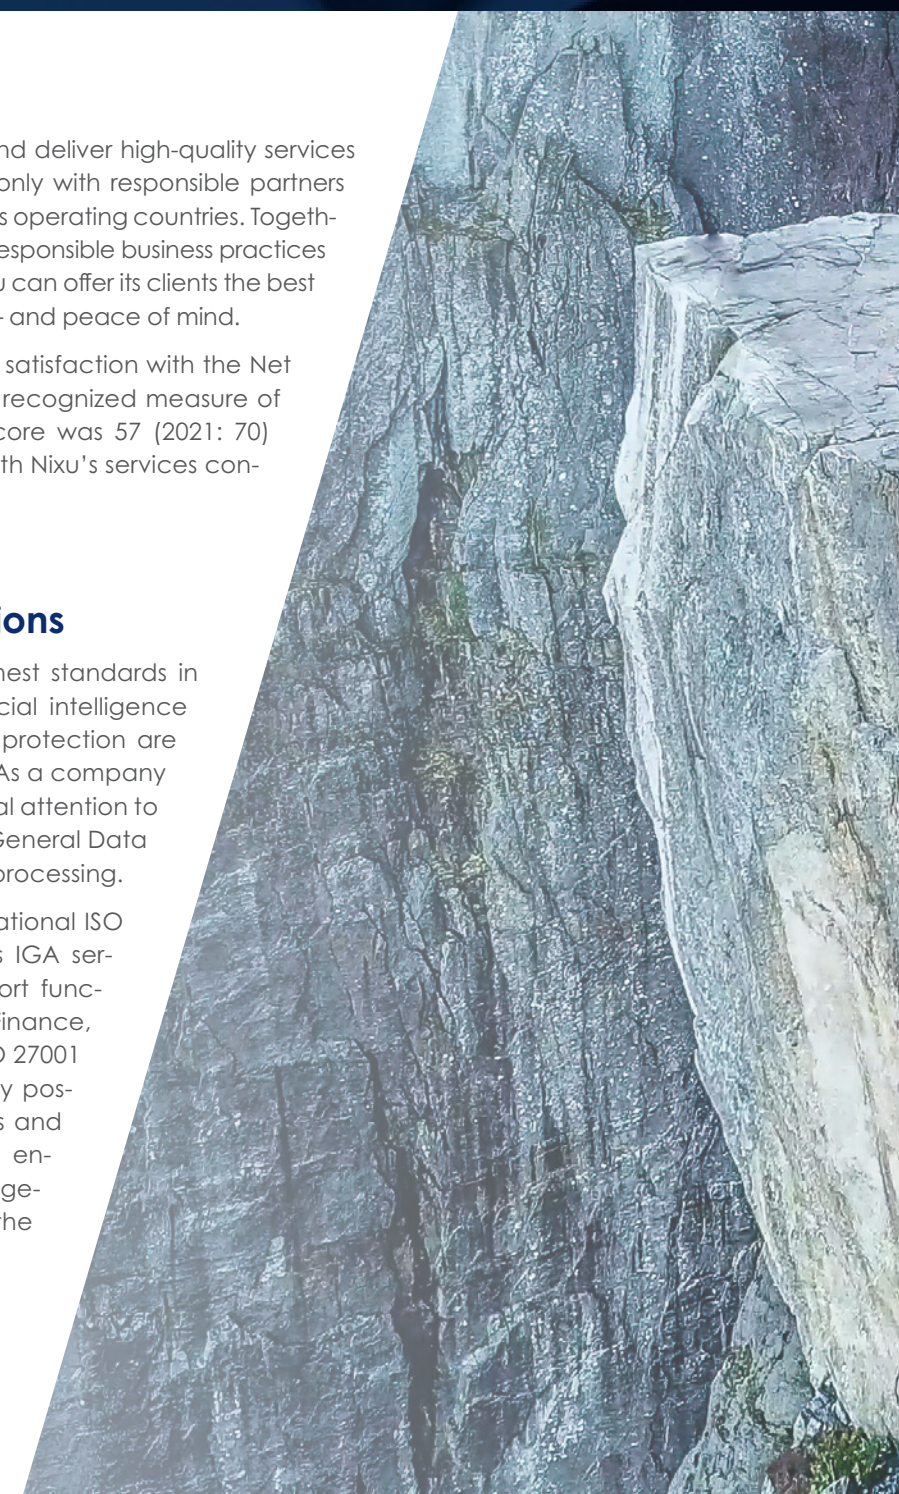 nd deliver high-quality services
only with responsible partners
s operating countries. Togeth-
esponsible business practices
u can offer its clients the best
- and peace of mind.
satisfaction with the Net
recognized measure of
core was 57 (2021: 70)
th Nixu's services con-
ions
nest standards in
cial intelligence
protection are
As a company
al attention to
General Data
processing.
ational ISO
s IGA ser-
ort func-
Finance,
27001
y pos-
s and
en-
ge-
the